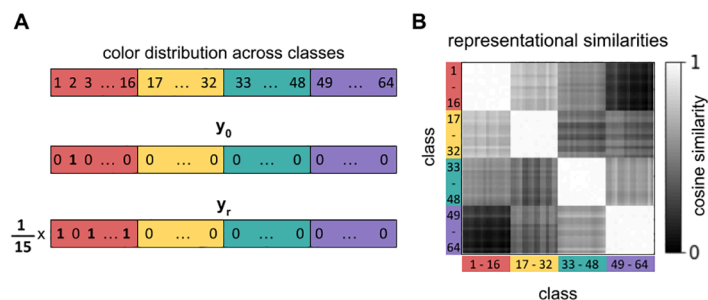 A
color distribution across classes
1 2 3 ... 16 17 ... 32 33 ... 48 49 ... 64
y0
0 1 0 ... 0 0 ... 0 0 ... 0 0 ... 0
yr
1/15 x 1 0 1 ... 1 0 ... 0 0 ... 0 0 ... 0
B
representational similarities
class
1 - 16
17 - 32
33 - 48
49 - 64
1 - 16 17 - 32 33 - 48 49 - 64
class
1
cosine similarity
0